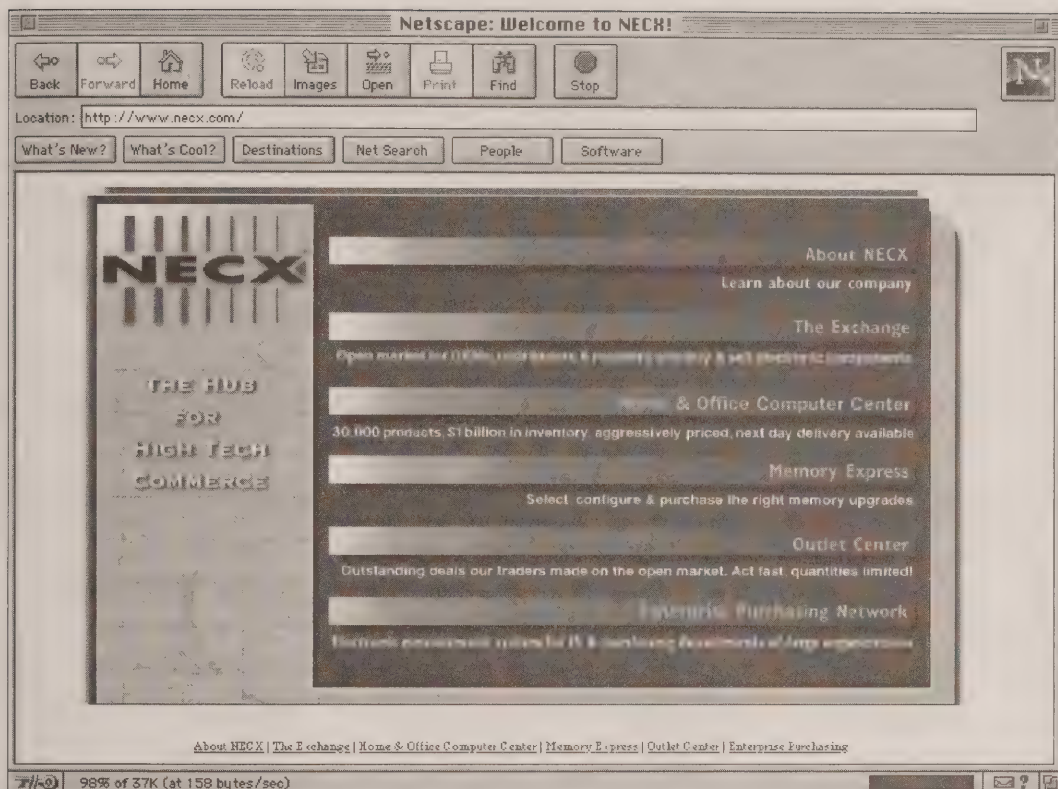 Netscape: Welcome to NECX!
Back Forward Home Reload Images Open Print Find Stop
N
Location: http://www.necx.com/
What's New? What's Cool? Destinations Net Search People Software
NECX
THE HUB
FOR
HIGH TECH
COMMERCE
About NECX
Learn about our company
The Exchange
Open market for
& Office Computer Center
30,000 products, $1 billion in inventory, aggressively priced, next day delivery available
Memory Express
Select, configure & purchase the right memory upgrades
Outlet Center
Outstanding deals our traders made on the open market. Act fast, quantities limited!
Enterprise Purchasing Network
About NECX | The Exchange | Home & Office Computer Center | Memory Express | Outlet Center | Enterprise Purchasing
98% of 37K (at 158 bytes/sec)
?